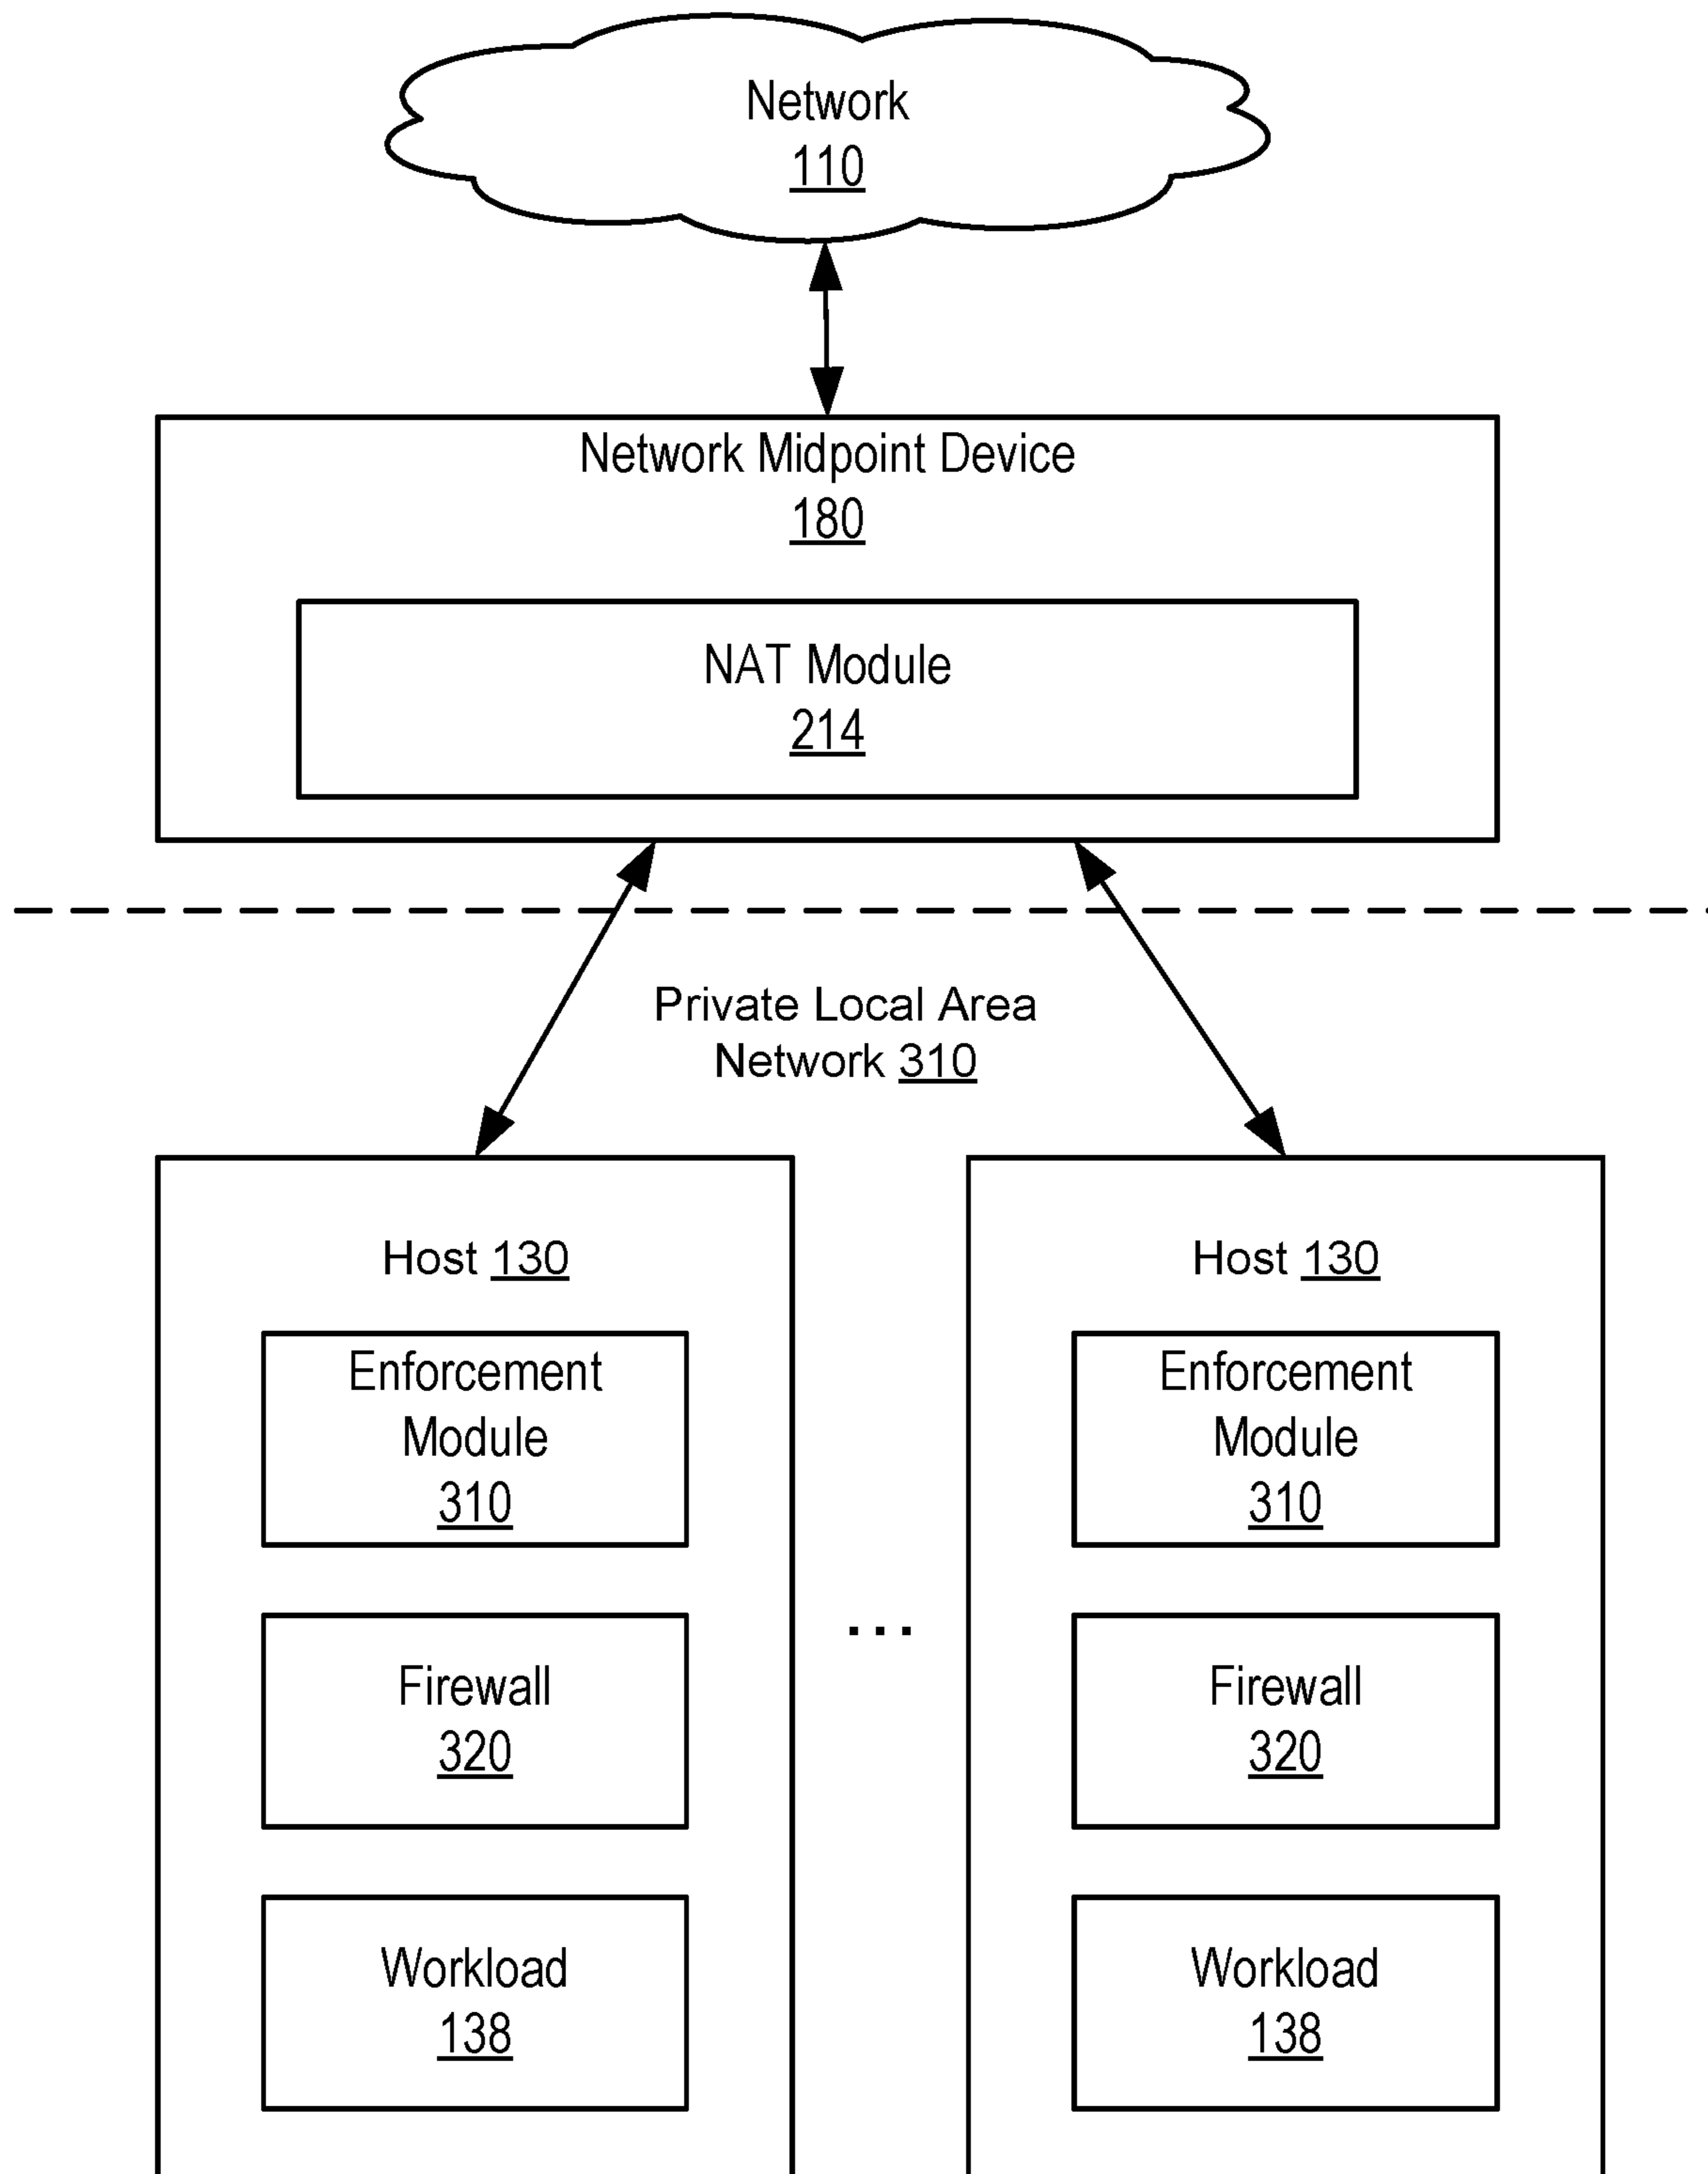 Network
110
Network Midpoint Device
180
NAT Module
214
Private Local Area
Network 310
Host 130
Enforcement
Module
310
Firewall
320
Workload
138
...
Host 130
Enforcement
Module
310
Firewall
320
Workload
138